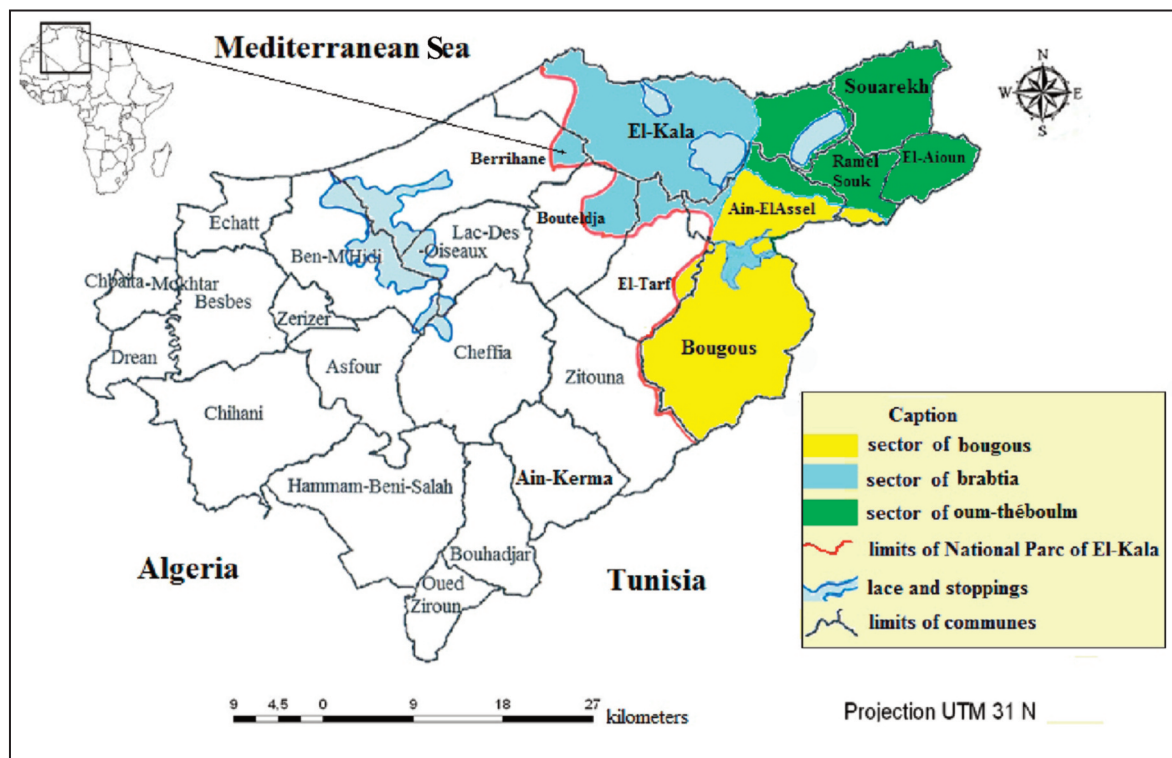 Mediterranean Sea
N
W
E
S
Souarekh
El-Kala
Berrihane
Ramel
Souk
El-Aioun
Ain-ElAssel
Bouteldja
Echatt
Lac-Des
-Oiseaux
Ben-M'Hidi
Chbaita-Mokhtar
Besbes
El-Tarf
Zerizer
Drean
Asfour
Cheffia
Zitouna
Bougous
Chihani
Ain-Kerma
Hammam-Beni-Salah
Bouhadjar
Oued
Ziroun
Algeria
Tunisia
Caption
sector of bougous
sector of brabtia
sector of oum-théboulm
limits of National Parc of El-Kala
lace and stoppings
limits of communes
9 4,5 0 9 18 27
kilometers
Projection UTM 31 N